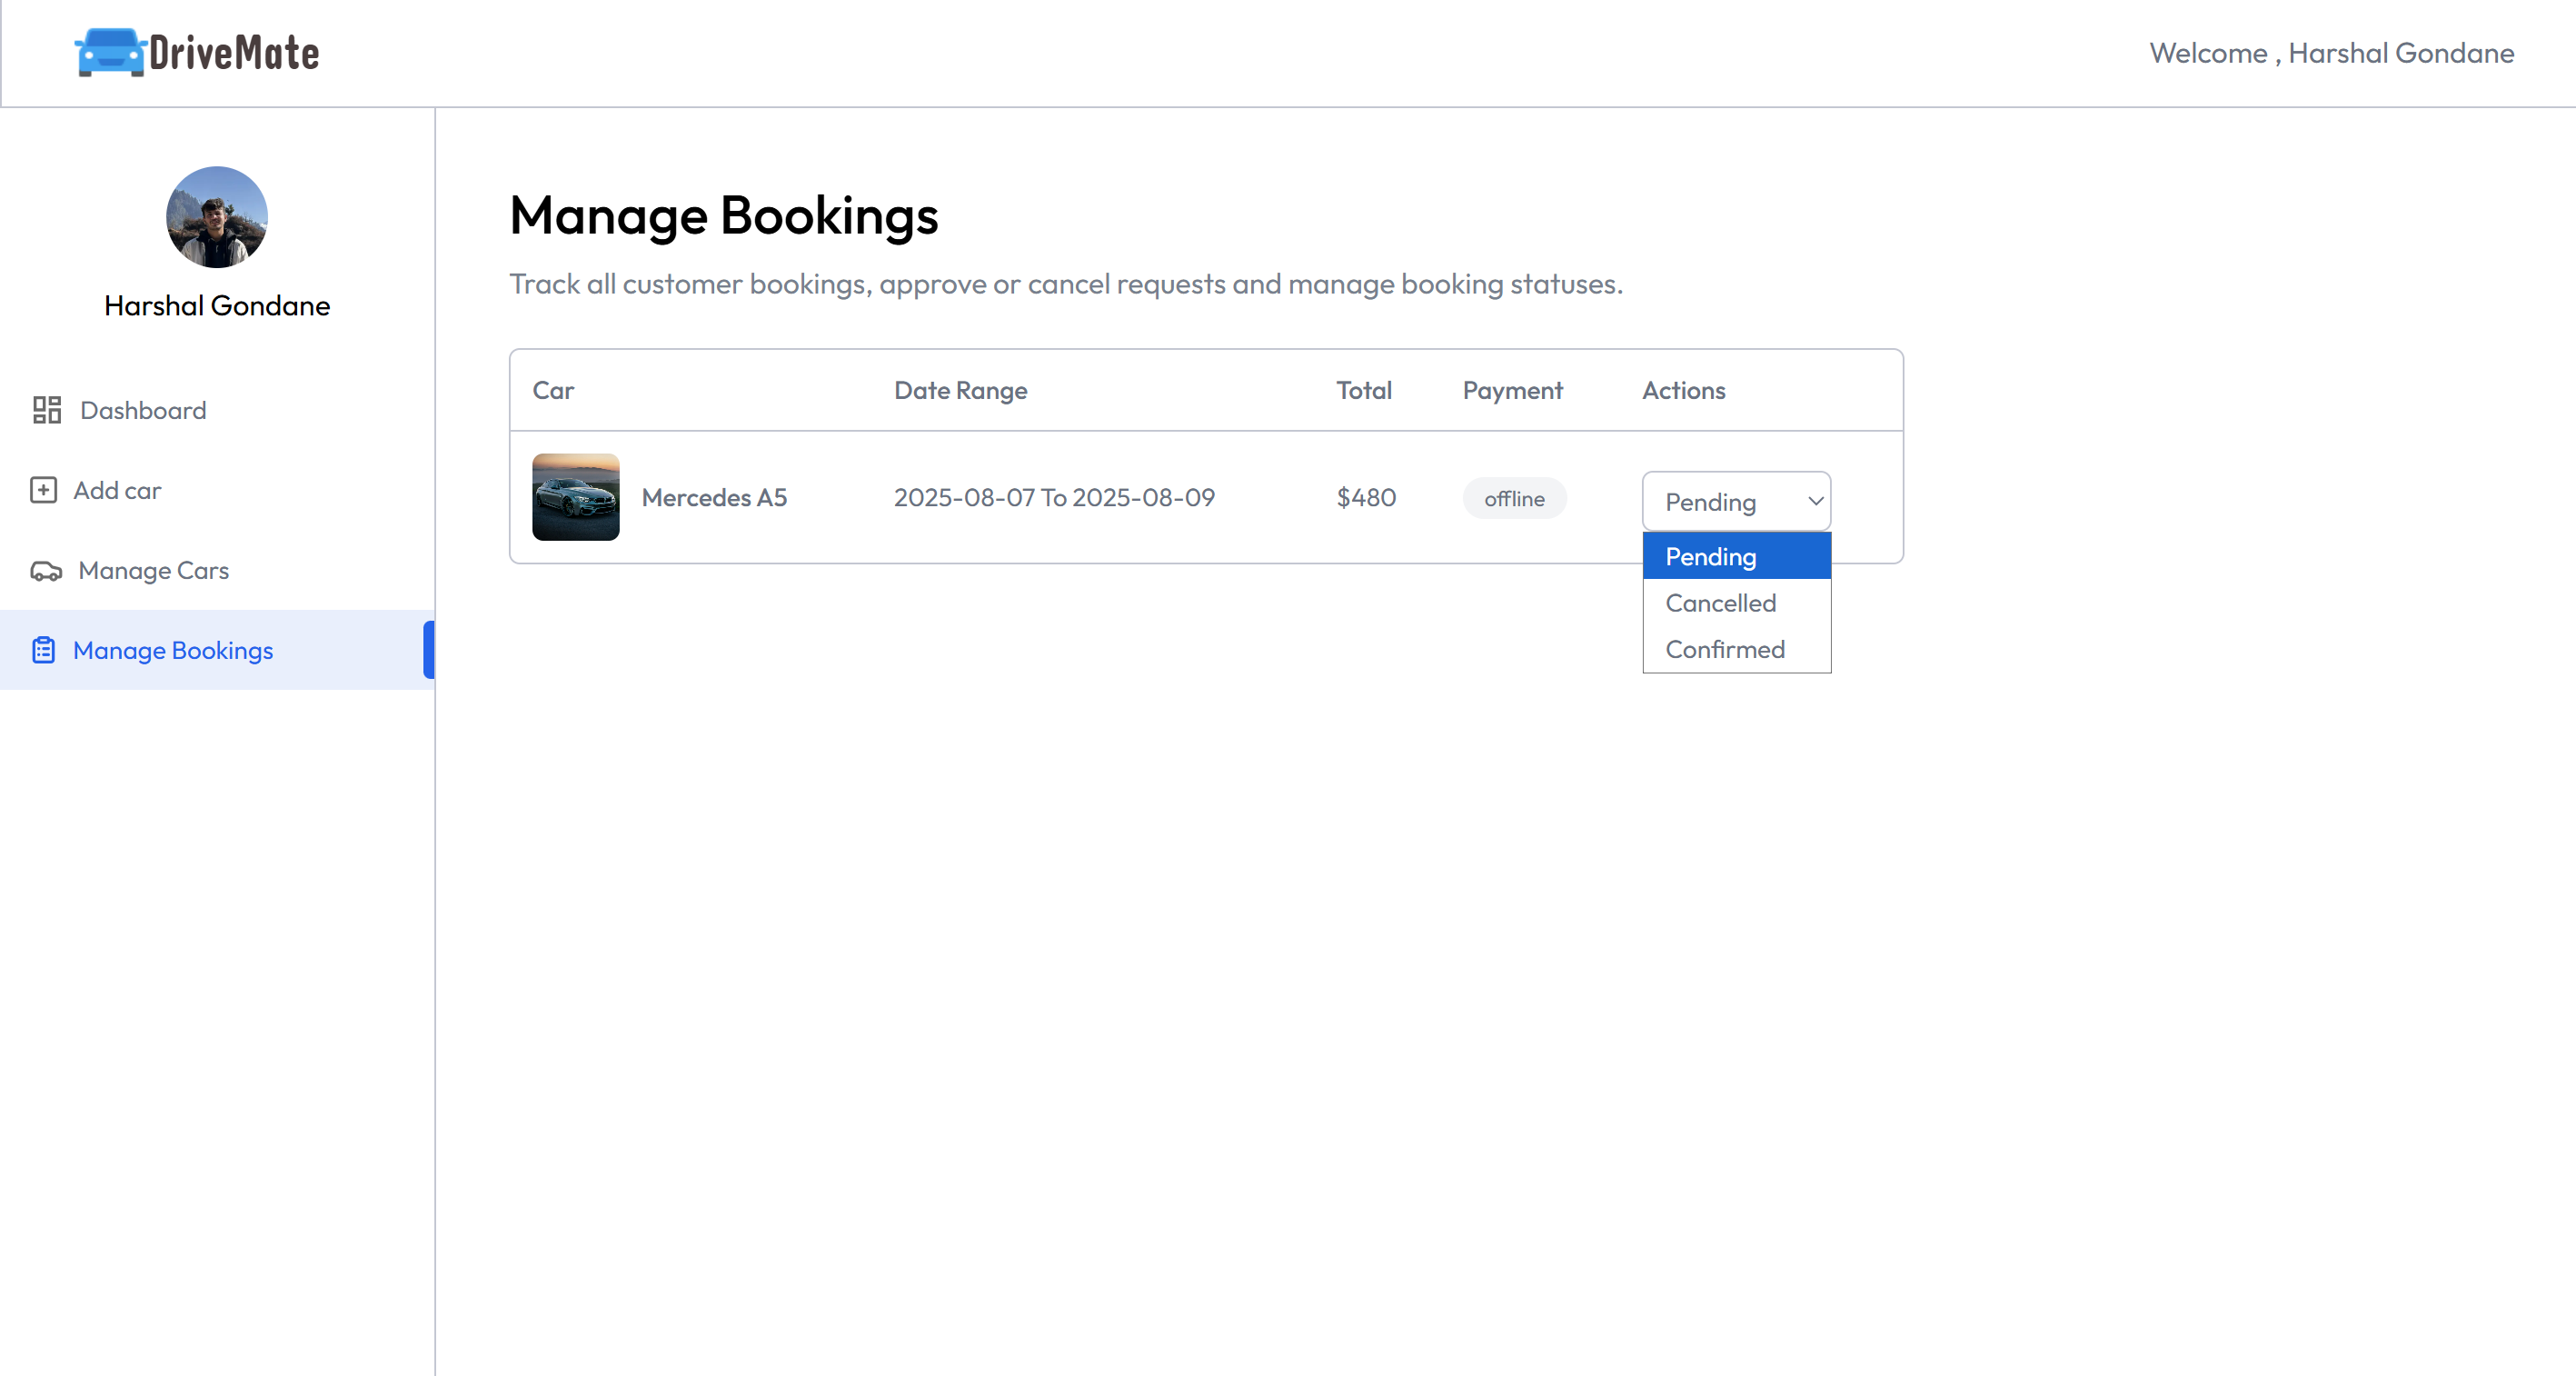 DriveMate
Welcome , Harshal Gondane
Harshal Gondane
Dashboard
Add car
Manage Cars
Manage Bookings
Manage Bookings
Track all customer bookings, approve or cancel requests and manage booking statuses.
Car Date Range Total Payment Actions
Mercedes A5 2025-08-07 To 2025-08-09 $480 offline Pending
Pending
Cancelled
Confirmed